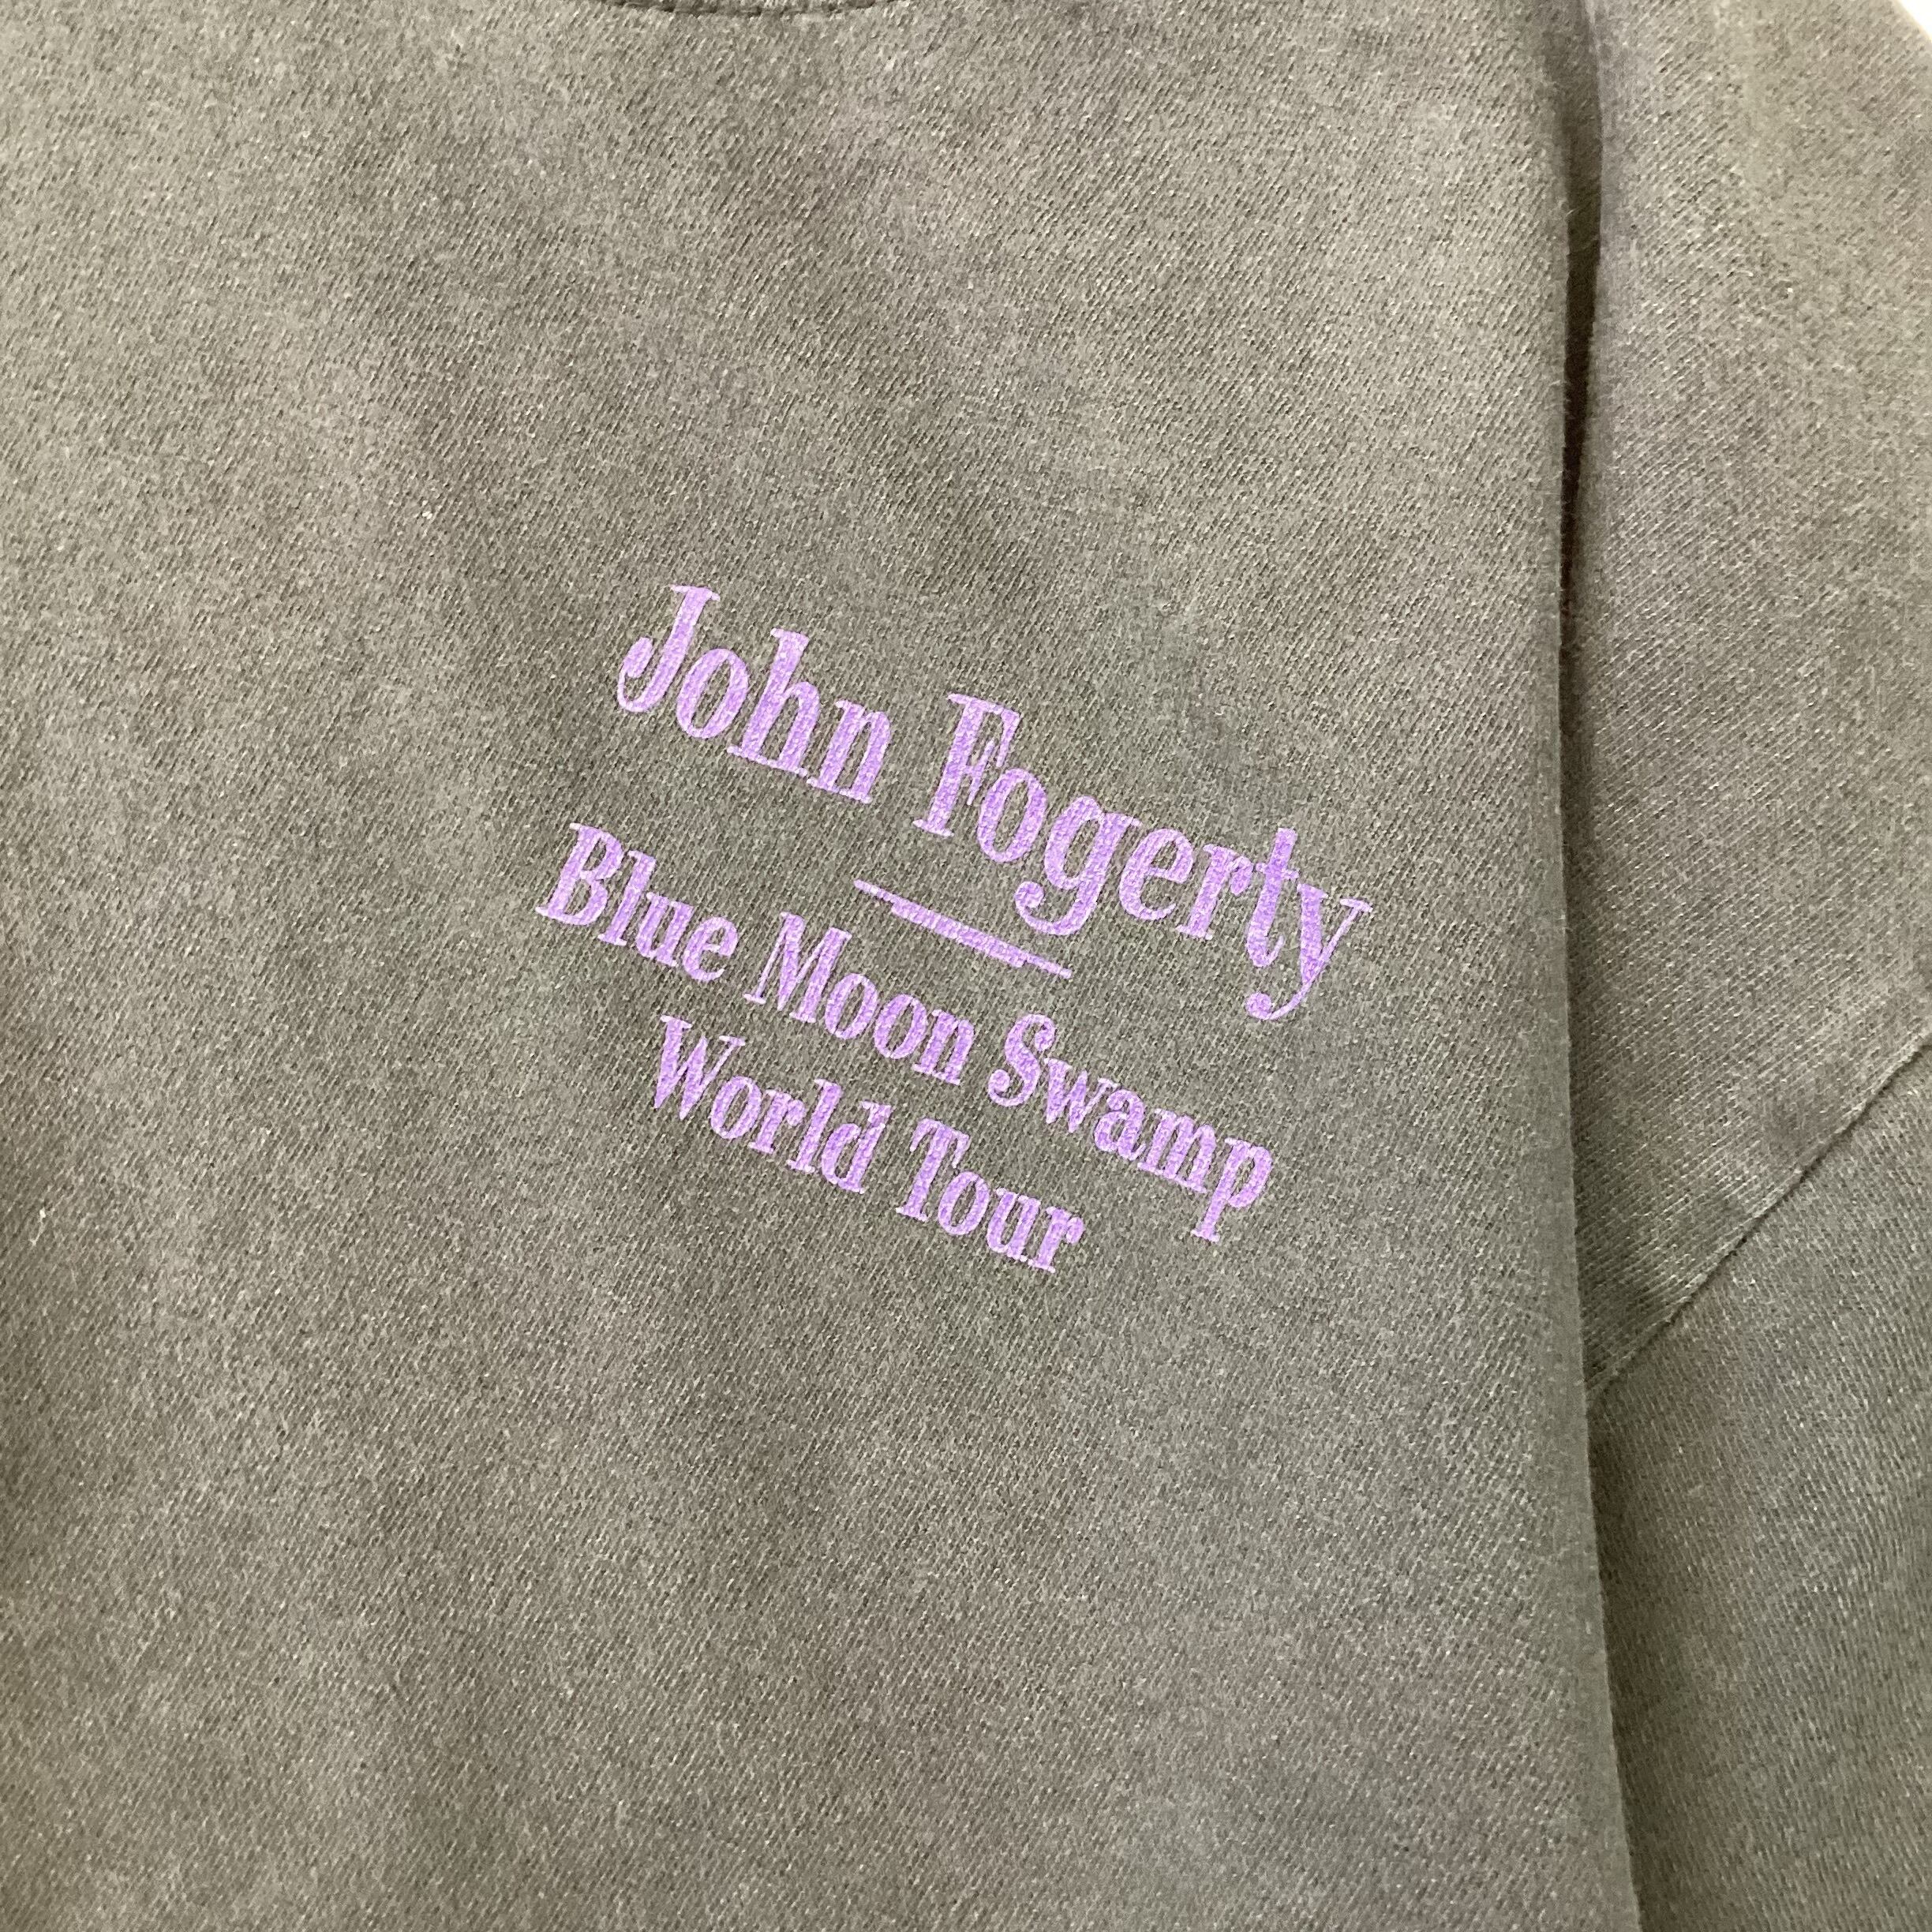 John Fogerty
Blue Moon Swamp
World Tour